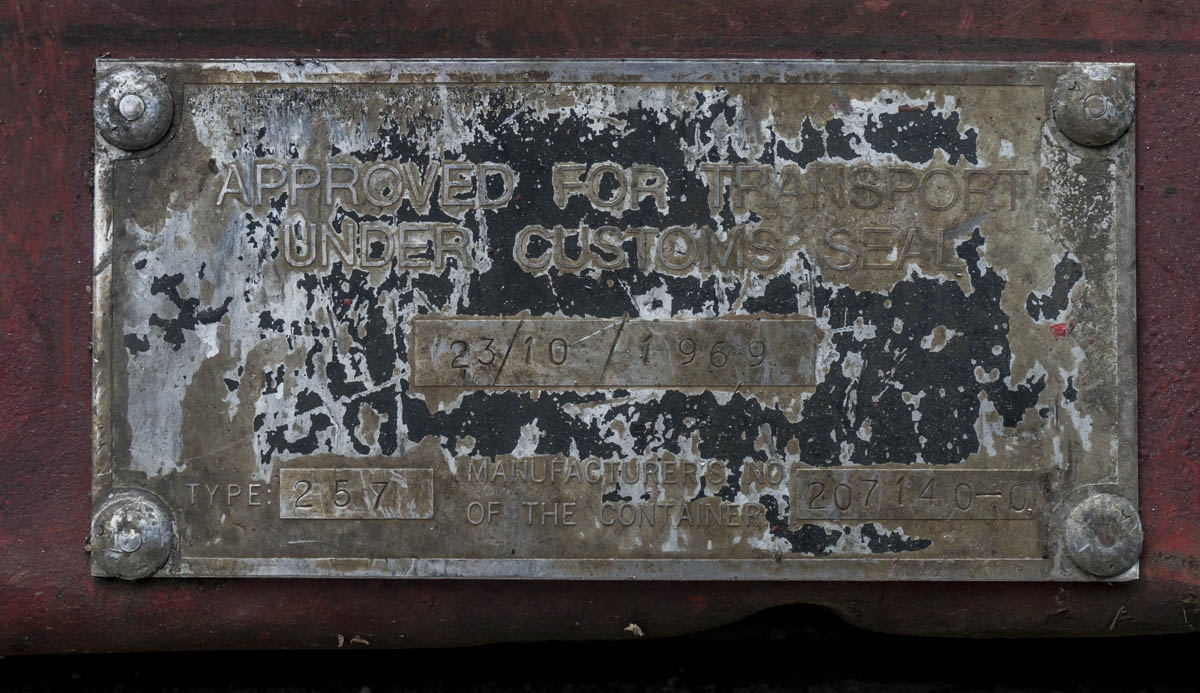 APPROVED FOR TRANSPORT
UNDER CUSTOMS SEAL
23/10/1969
TYPE: 257 MANUFACTURER'S NO
OF THE CONTAINER 207140-0